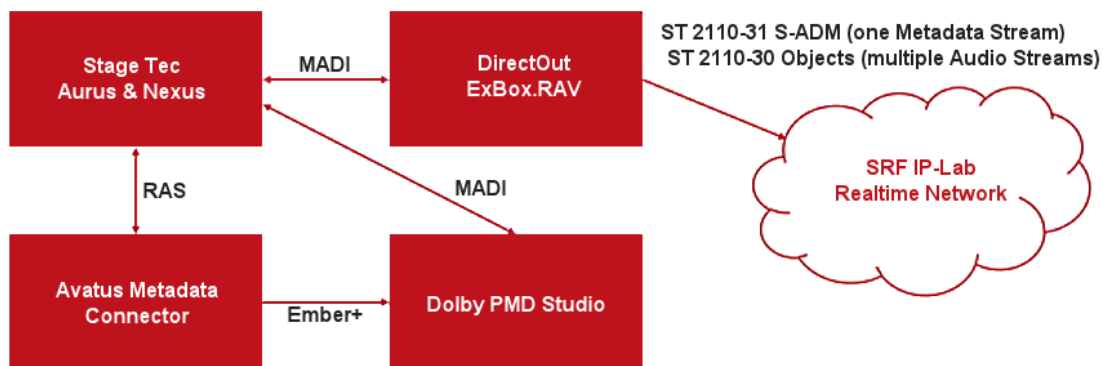 ST 2110-31 S-ADM (one Metadata Stream)
ST 2110-30 Objects (multiple Audio Streams)
Stage Tec
Aurus & Nexus
MADI
DirectOut
ExBox.RAV
SRF IP-Lab
Realtime Network
RAS
MADI
Avatus Metadata
Connector
Ember+
Dolby PMD Studio